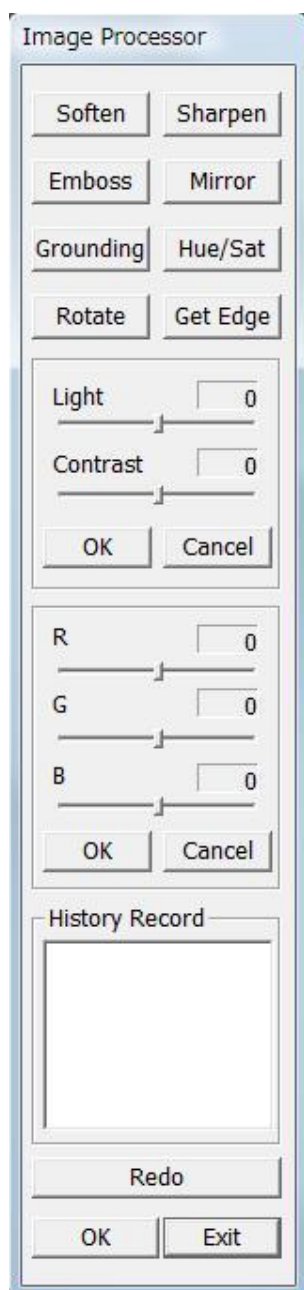 Image Processor
Soften Sharpen
Emboss Mirror
Grounding Hue/Sat
Rotate Get Edge
Light 0
Contrast 0
OK Cancel
R 0
G 0
B 0
OK Cancel
History Record
Redo
OK Exit